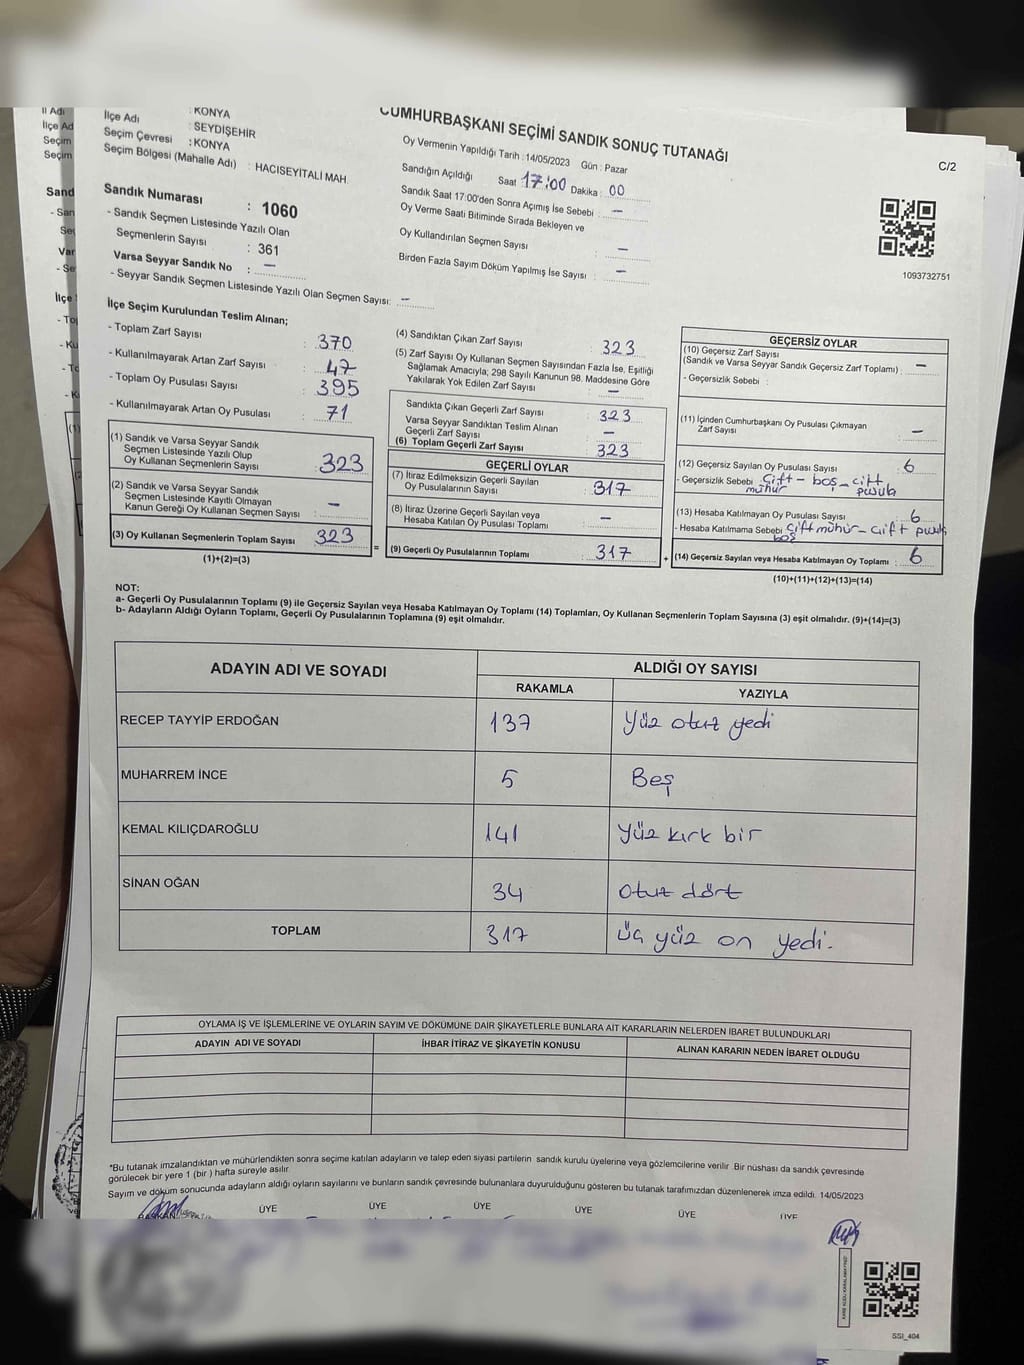 İl Adı
İlçe Ad
Seçim
Seçim
: KONYA
İlçe Adı : SEYDİŞEHİR
Seçim Çevresi : KONYA
Seçim Bölgesi (Mahalle Adı) : HACISEYİTALİ MAH.
CUMHURBAŞKANI SEÇİMİ SANDIK SONUÇ TUTANAĞI
C/2
Oy Vermenin Yapıldığı Tarih : 14/05/2023 Gün : Pazar
Sandığın Açıldığı Saat 17:00 Dakika : 00
Sandık Saat 17:00'den Sonra Açımış İse Sebebi : –
Oy Verme Saati Bitiminde Sırada Bekleyen ve
Oy Kullandırılan Seçmen Sayısı : –
Birden Fazla Sayım Döküm Yapılmış İse Sayısı : –
1093732751
Sandık Numarası : 1060
- Sandık Seçmen Listesinde Yazılı Olan
Seçmenlerin Sayısı : 361
Varsa Seyyar Sandık No : –
- Seyyar Sandık Seçmen Listesinde Yazılı Olan Seçmen Sayısı: –
İlçe Seçim Kurulundan Teslim Alınan;
- Toplam Zarf Sayısı : 370
- Kullanılmayarak Artan Zarf Sayısı : 47
- Toplam Oy Pusulası Sayısı : 395
- Kullanılmayarak Artan Oy Pusulası : 71
(1) Sandık ve Varsa Seyyar Sandık
Seçmen Listesinde Yazılı Olup
Oy Kullanan Seçmenlerin Sayısı : 323
(2) Sandık ve Varsa Seyyar Sandık
Seçmen Listesinde Kayıtlı Olmayan
Kanun Gereği Oy Kullanan Seçmen Sayısı : –
(3) Oy Kullanan Seçmenlerin Toplam Sayısı : 323
(1)+(2)=(3)
(4) Sandıktan Çıkan Zarf Sayısı : 323
(5) Zarf Sayısı Oy Kullanan Seçmen Sayısından Fazla İse, Eşitliği
Sağlamak Amacıyla; 298 Sayılı Kanunun 98. Maddesine Göre
Yakılarak Yok Edilen Zarf Sayısı : –
Sandıkta Çıkan Geçerli Zarf Sayısı : 323
Varsa Seyyar Sandıktan Teslim Alınan
Geçerli Zarf Sayısı : –
(6) Toplam Geçerli Zarf Sayısı : 323
GEÇERLİ OYLAR
(7) İtiraz Edilmeksizin Geçerli Sayılan
Oy Pusulalarının Sayısı : 317
(8) İtiraz Üzerine Geçerli Sayılan veya
Hesaba Katılan Oy Pusulası Toplamı : –
(9) Geçerli Oy Pusulalarının Toplamı : 317
GEÇERSİZ OYLAR
(10) Geçersiz Zarf Sayısı
(Sandık ve Varsa Seyyar Sandık Geçersiz Zarf Toplamı) : –
- Geçersizlik Sebebi :
(11) İçinden Cumhurbaşkanı Oy Pusulası Çıkmayan
Zarf Sayısı : –
(12) Geçersiz Sayılan Oy Pusulası Sayısı : 6
- Geçersizlik Sebebi : Çift mühür – boş – çift pusula
(13) Hesaba Katılmayan Oy Pusulası Sayısı : 6
- Hesaba Katılmama Sebebi : Çift mühür – çift pusula boş
(14) Geçersiz Sayılan veya Hesaba Katılmayan Oy Toplamı : 6
(10)+(11)+(12)+(13)=(14)
NOT:
a- Geçerli Oy Pusulalarının Toplamı (9) ile Geçersiz Sayılan veya Hesaba Katılmayan Oy Toplamı (14) Toplamları, Oy Kullanan Seçmenlerin Toplam Sayısına (3) eşit olmalıdır. (9)+(14)=(3)
b- Adayların Aldığı Oyların Toplamı, Geçerli Oy Pusulalarının Toplamına (9) eşit olmalıdır.
ADAYIN ADI VE SOYADI ALDIĞI OY SAYISI
RAKAMLA YAZIYLA
RECEP TAYYİP ERDOĞAN 137 Yüz otuz yedi
MUHARREM İNCE 5 Beş
KEMAL KILIÇDAROĞLU 141 Yüz kırk bir
SİNAN OĞAN 34 Otuz dört
TOPLAM 317 Üç yüz on yedi.
OYLAMA İŞ VE İŞLEMLERİNE VE OYLARIN SAYIM VE DÖKÜMÜNE DAİR ŞİKAYETLERLE BUNLARA AİT KARARLARIN NELERDEN İBARET BULUNDUKLARI
ADAYIN ADI VE SOYADI İHBAR İTİRAZ VE ŞİKAYETİN KONUSU ALINAN KARARIN NEDEN İBARET OLDUĞU
*Bu tutanak imzalandıktan ve mühürlendikten sonra seçime katılan adayların ve talep eden siyasi partilerin sandık kurulu üyelerine veya gözlemcilerine verilir. Bir nüshası da sandık çevresinde
görülecek bir yere 1 (bir ) hafta süreyle asılır.
Sayım ve döküm sonucunda adayların aldığı oyların sayılarını ve bunların sandık çevresinde bulunanlara duyurulduğunu gösteren bu tutanak tarafımızdan düzenlenerek imza edildi. 14/05/2023
BAŞKAN ÜYE ÜYE ÜYE ÜYE ÜYE ÜYE
SSI_404